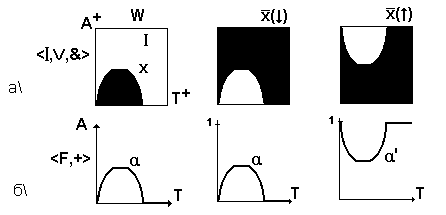 A+ W x̅(↓) x̅(↑)
<I,V,&> I
x
а\ T+
A 1 1
<F,+> α α α'
б\ T T T